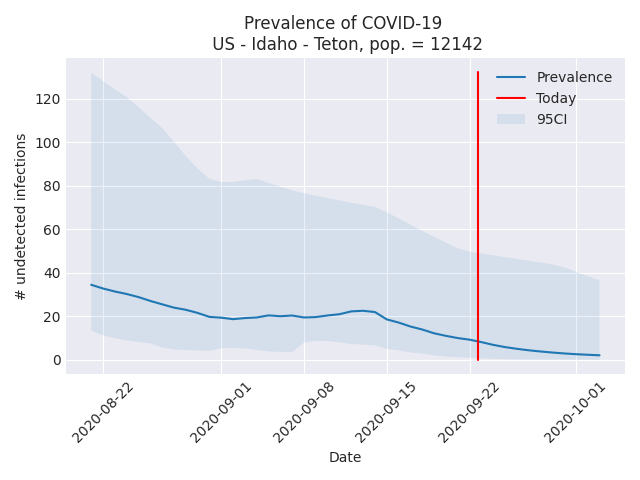 Prevalence of COVID-19
US - Idaho - Teton, pop. = 12142
Prevalence
Today
95CI
# undetected infections
120
100
80
60
40
20
0
2020-08-22
2020-09-01
2020-09-08
2020-09-15
2020-09-22
2020-10-01
Date